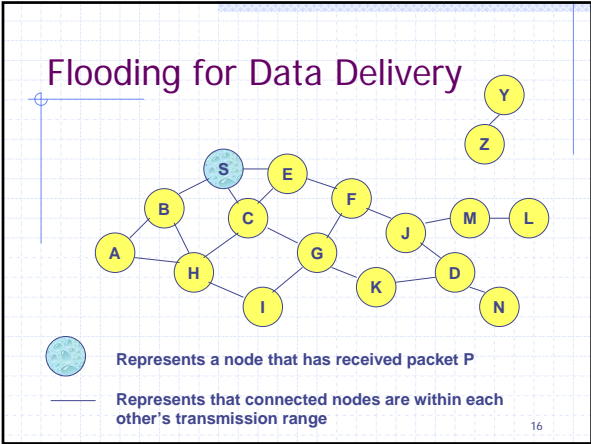 Flooding for Data Delivery
Y
Z
S
E
F
B
C
M
L
J
A
G
H
D
K
I
N
Represents a node that has received packet P
Represents that connected nodes are within each
other's transmission range
16